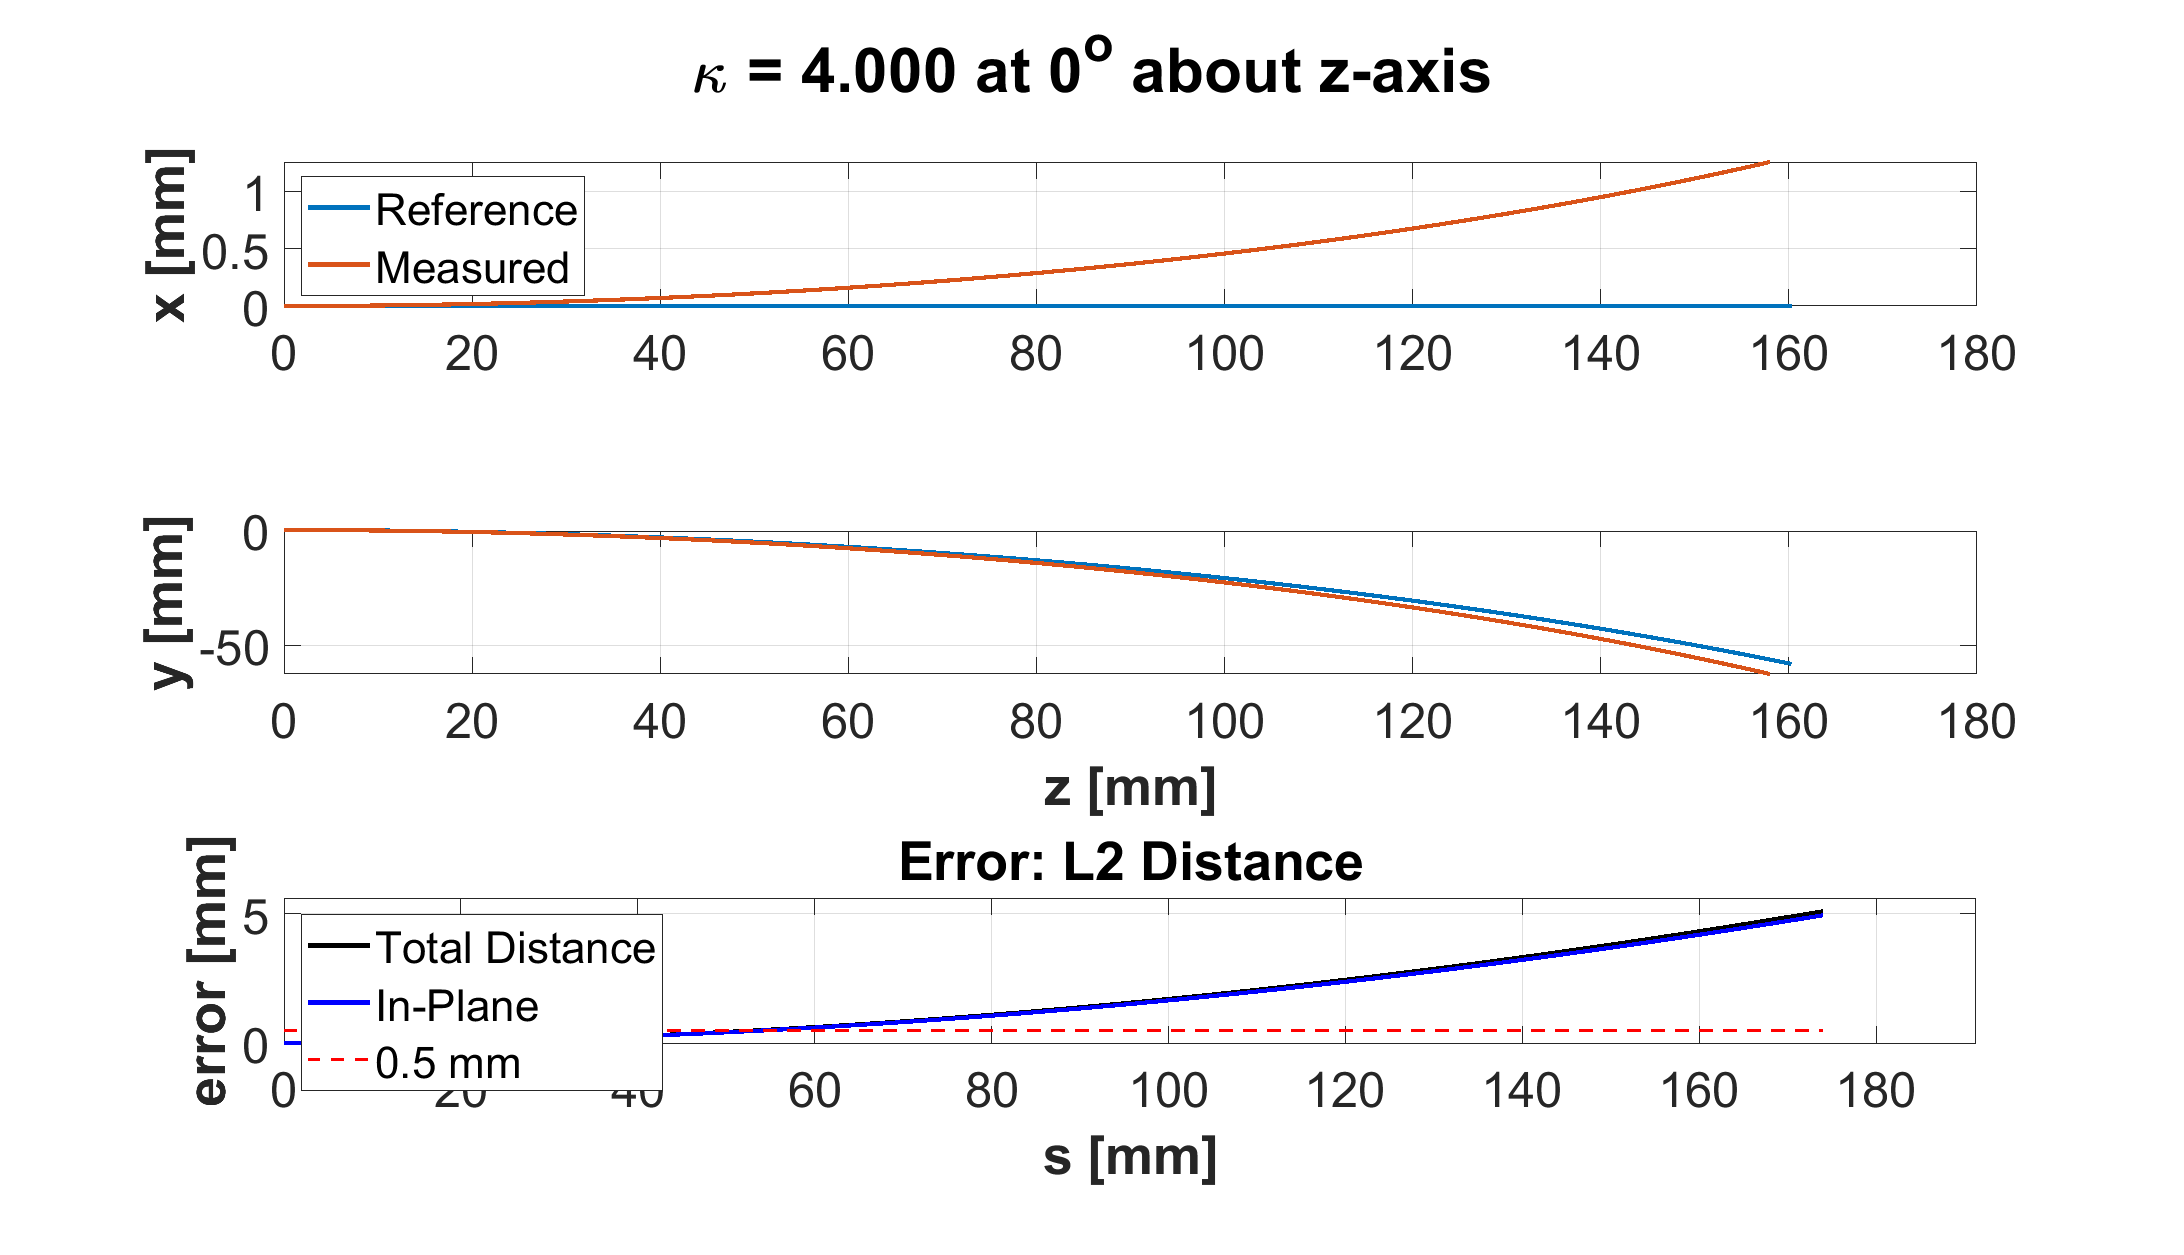 κ = 4.000 at 0° about z-axis
x [mm]
1
0.5
0
Reference
Measured
0 20 40 60 80 100 120 140 160 180
y [mm]
0
-50
0 20 40 60 80 100 120 140 160 180
z [mm]
Error: L2 Distance
error [mm]
5
0
Total Distance
In-Plane
0.5 mm
0 20 40 60 80 100 120 140 160 180
s [mm]